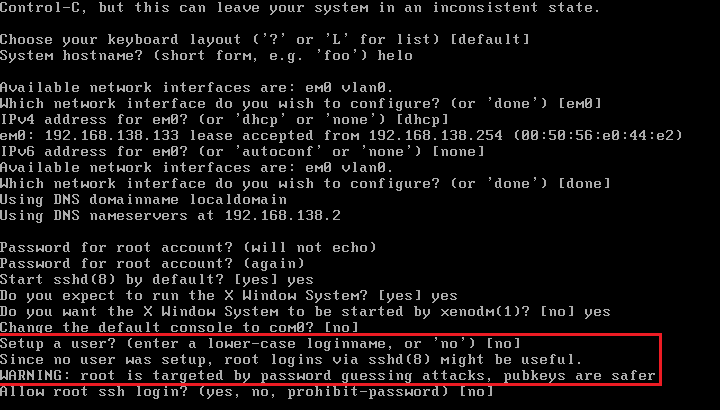 Control-C, but this can leave your system in an inconsistent state.
Choose your keyboard layout ('?' or 'L' for list) [default]
System hostname? (short form, e.g. 'foo') helo
Available network interfaces are: em0 vlan0.
Which network interface do you wish to configure? (or 'done') [em0]
IPv4 address for em0? (or 'dhcp' or 'none') [dhcp]
em0: 192.168.138.133 lease accepted from 192.168.138.254 (00:50:56:e0:44:e2)
IPv6 address for em0? (or 'autoconf' or 'none') [none]
Available network interfaces are: em0 vlan0.
Which network interface do you wish to configure? (or 'done') [done]
Using DNS domainname localdomain
Using DNS nameservers at 192.168.138.2
Password for root account? (will not echo)
Password for root account? (again)
Start sshd(8) by default? [yes] yes
Do you expect to run the X Window System? [yes] yes
Do you want the X Window System to be started by xenodm(1)? [no] yes
Change the default console to com0? [no]
Setup a user? (enter a lower-case loginname, or 'no') [no]
Since no user was setup, root logins via sshd(8) might be useful.
WARNING: root is targeted by password guessing attacks, pubkeys are safer
Allow root ssh login? (yes, no, prohibit-password) [no]